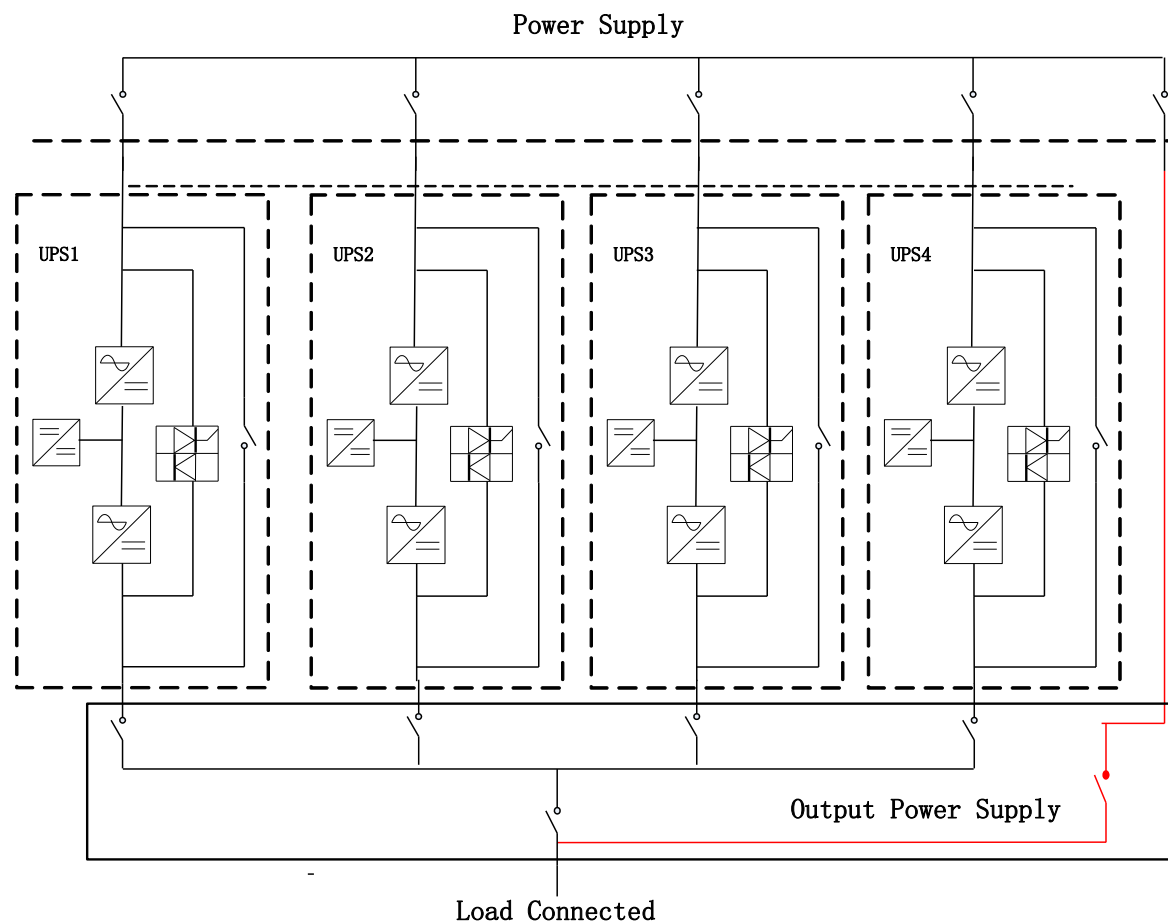 Power Supply
UPS1
UPS2
UPS3
UPS4
Output Power Supply
Load Connected